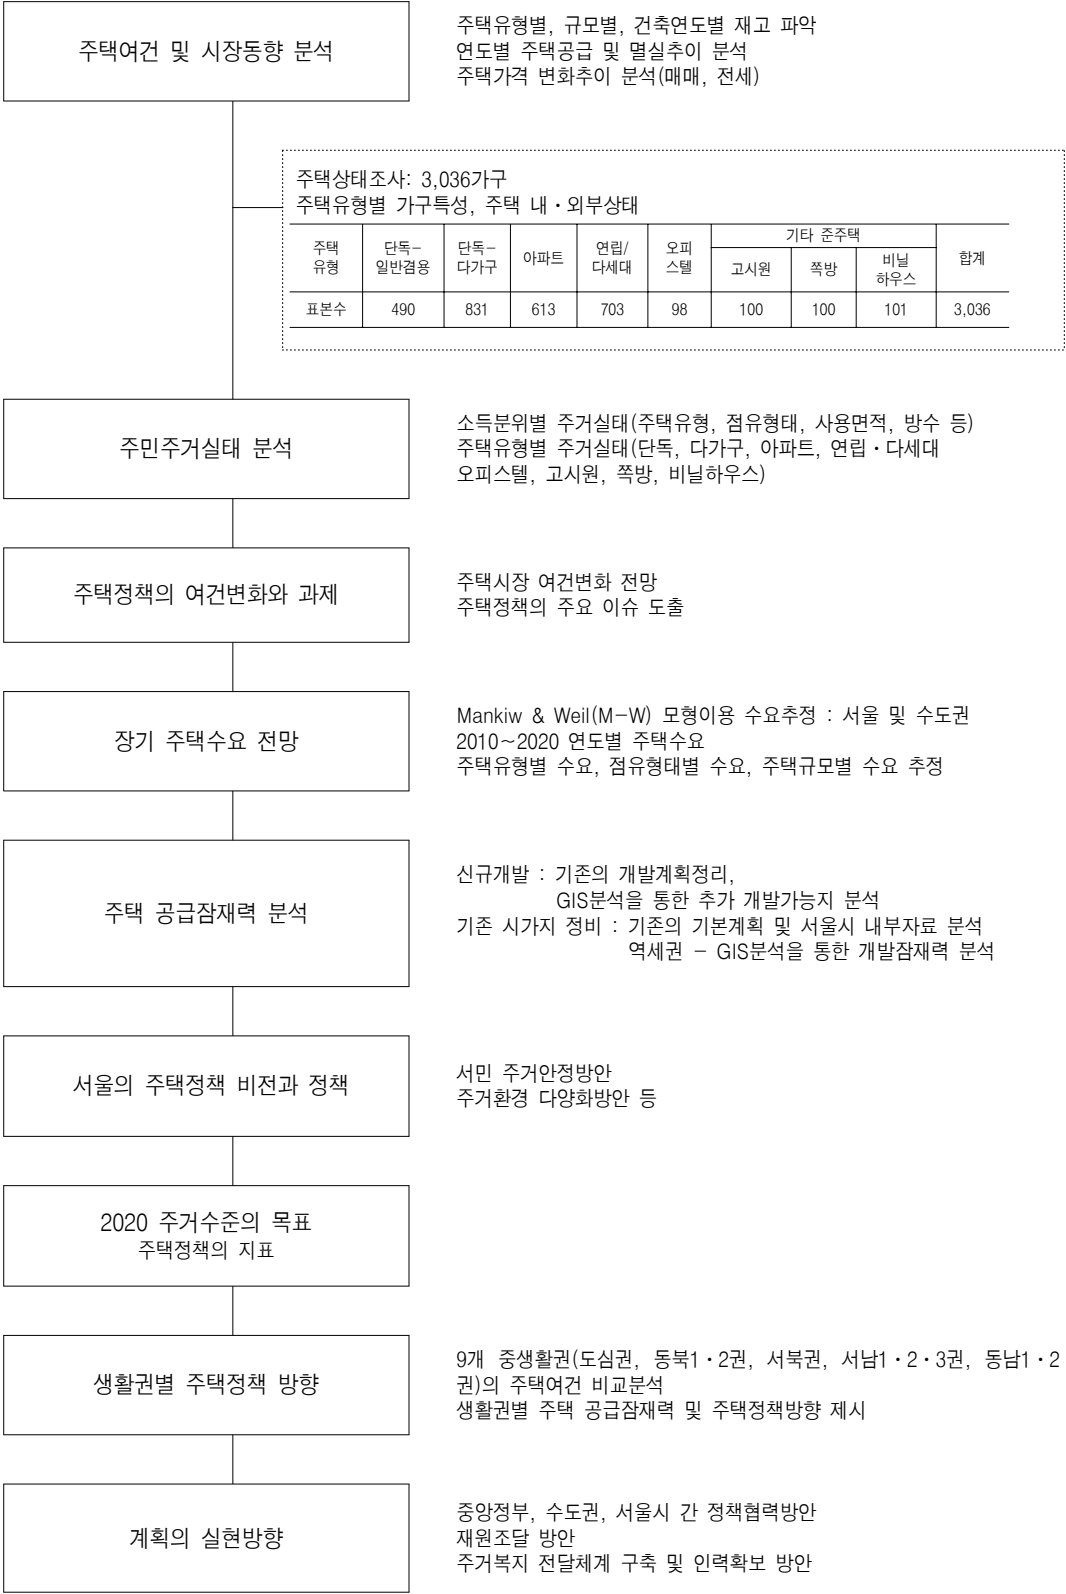 주택여건 및 시장동향 분석
주택유형별, 규모별, 건축연도별 재고 파악
연도별 주택공급 및 멸실추이 분석
주택가격 변화추이 분석(매매, 전세)
주택상태조사: 3,036가구
주택유형별 가구특성, 주택 내·외부상태
주택 유형 단독- 일반겸용 단독- 다가구 아파트 연립/ 다세대 오피 스텔 기타 준주택 고시원 쪽방 비닐 하우스 합계
표본수 490 831 613 703 98 100 100 101 3,036
주민주거실태 분석
소득분위별 주거실태(주택유형, 점유형태, 사용면적, 방수 등)
주택유형별 주거실태(단독, 다가구, 아파트, 연립·다세대
오피스텔, 고시원, 쪽방, 비닐하우스)
주택정책의 여건변화와 과제
주택시장 여건변화 전망
주택정책의 주요 이슈 도출
장기 주택수요 전망
Mankiw & Weil(M-W) 모형이용 수요추정 : 서울 및 수도권
2010~2020 연도별 주택수요
주택유형별 수요, 점유형태별 수요, 주택규모별 수요 추정
주택 공급잠재력 분석
신규개발 : 기존의 개발계획정리,
GIS분석을 통한 추가 개발가능지 분석
기존 시가지 정비 : 기존의 기본계획 및 서울시 내부자료 분석
역세권 - GIS분석을 통한 개발잠재력 분석
서울의 주택정책 비전과 정책
서민 주거안정방안
주거환경 다양화방안 등
2020 주거수준의 목표
주택정책의 지표
생활권별 주택정책 방향
9개 중생활권(도심권, 동북1·2권, 서북권, 서남1·2·3권, 동남1·2
권)의 주택여건 비교분석
생활권별 주택 공급잠재력 및 주택정책방향 제시
계획의 실현방향
중앙정부, 수도권, 서울시 간 정책협력방안
재원조달 방안
주거복지 전달체계 구축 및 인력확보 방안